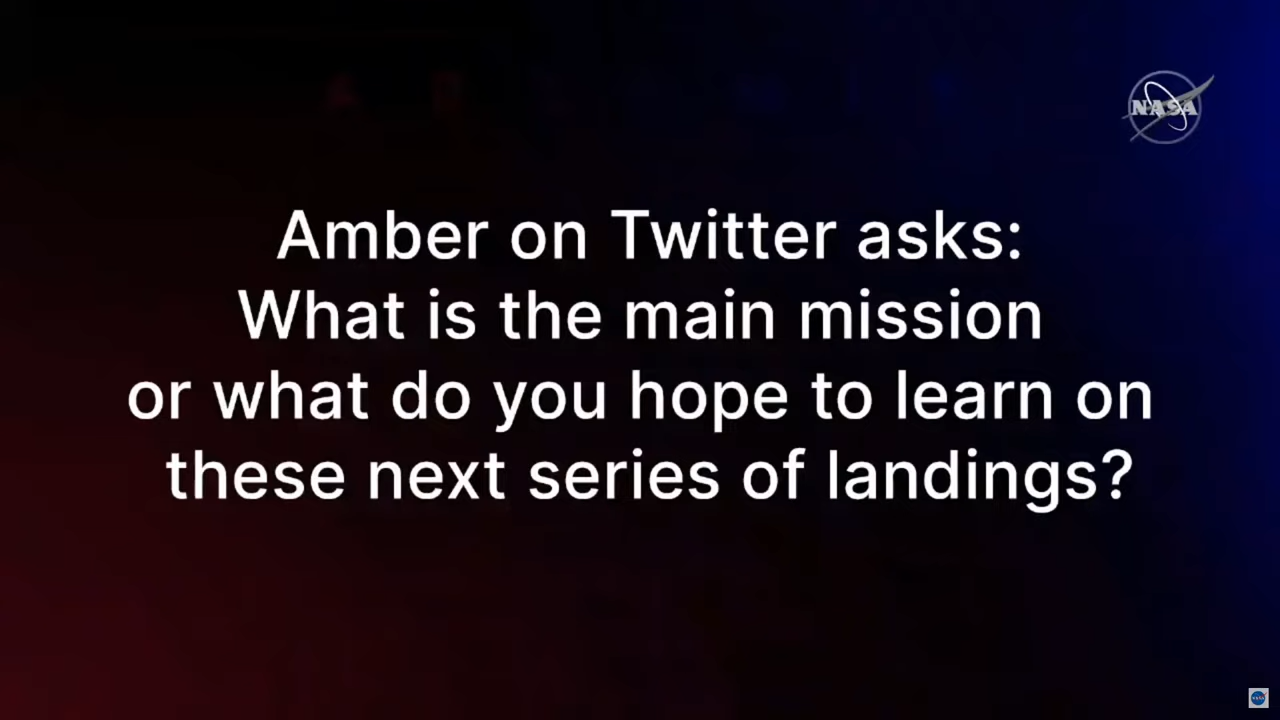 NASA
Amber on Twitter asks:
What is the main mission
or what do you hope to learn on
these next series of landings?
NASA